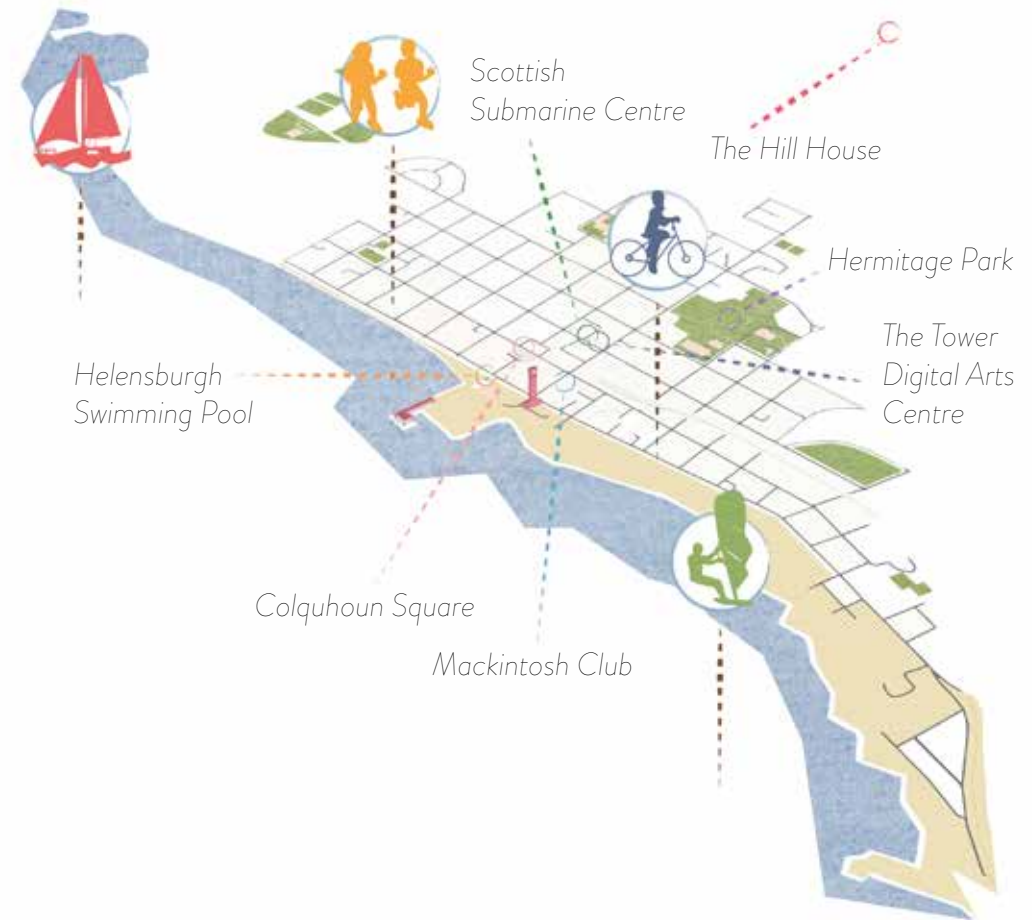 Scottish
Submarine Centre
The Hill House
Hermitage Park
The Tower
Digital Arts
Centre
Helensburgh
Swimming Pool
Colquhoun Square
Mackintosh Club